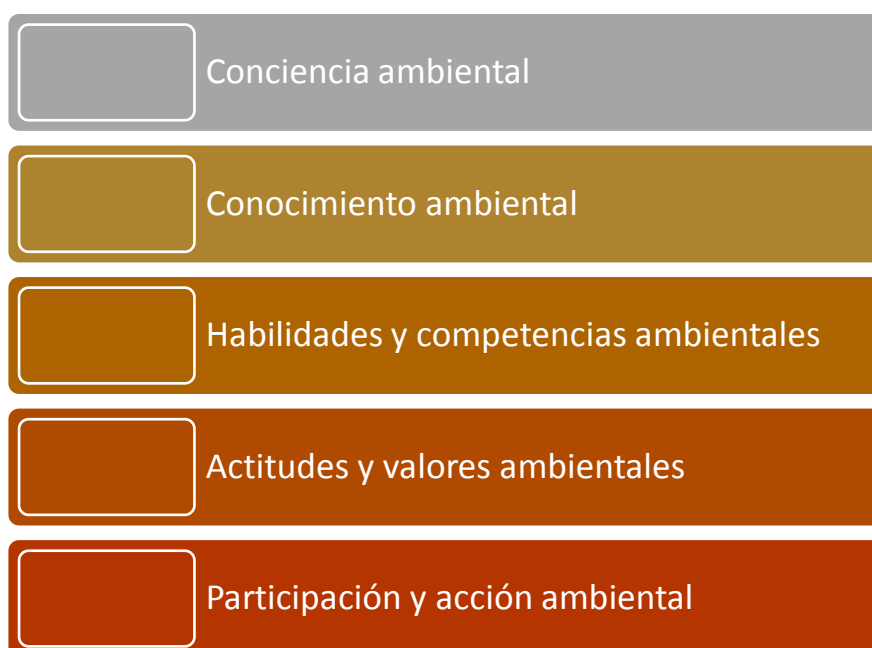 Conciencia ambiental
Conocimiento ambiental
Habilidades y competencias ambientales
Actitudes y valores ambientales
Participación y acción ambiental